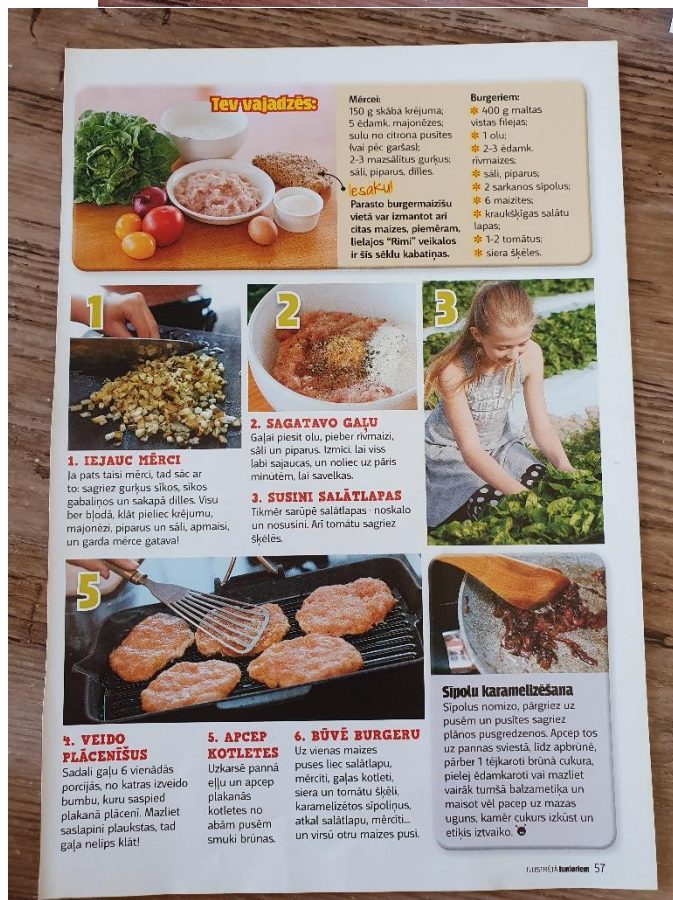 Tev vajadzēs:
Mērcei:
150 g skābā krējuma;
5 ēdamk. majonēzes;
sulu no citrona pusītes
(vai pēc garšas);
2-3 mazsālītus gurķus;
sāli, piparus, dilles.
Iesaku!
Parasto burgermaizīšu
vietā var izmantot arī
citas maizes, piemēram,
lielajos "Rimi" veikalos
ir šīs sēklu kabatiņas.
Burgeriem:
✻ 400 g maltas
vistas filejas;
✻ 1 olu;
✻ 2-3 ēdamk.
rīvmaizes;
✻ sāli, piparus;
✻ 2 sarkanos sīpolus;
✻ 6 maizītes;
✻ kraukšķīgas salātu
lapas;
✻ 1-2 tomātus;
✻ siera šķēles.
1
2
3
1. IEJAUC MĒRCI
Ja pats taisi mērci, tad sāc ar
to: sagriez gurķus sīkos, sīkos
gabaliņos un sakapā dilles. Visu
ber bļodā, klāt pieliec krējumu,
majonēzi, piparus un sāli, apmaisi,
un garda mērce gatava!
2. SAGATAVO GAĻU
Gaļai piesit olu, pieber rīvmaizi,
sāli un piparus. Izmīci, lai viss
labi sajaucas, un noliec uz pāris
minūtēm, lai savelkas.
3. SUSINI SALĀTLAPAS
Tikmēr sarūpē salātlapas - noskalo
un nosusini. Arī tomātu sagriez
šķēlēs.
5
4. VEIDO
PLĀCENĪŠUS
Sadali gaļu 6 vienādās
porcijās, no katras izveido
bumbu, kuru saspied
plakanā plācenī. Mazliet
saslapini plaukstas, tad
gaļa nelips klāt!
5. APCEP
KOTLETES
Uzkarsē pannā
eļļu un apcep
plakanās
kotletes no
abām pusēm
smuki brūnas.
6. BŪVĒ BURGERU
Uz vienas maizes
puses liec salātlapu,
mērcīti, gaļas kotleti,
siera un tomātu šķēli,
karamelizētos sīpoliņus,
atkal salātlapu, mērcīti...
un virsū otru maizes pusi.
Sīpolu karamelizēšana
Sīpolus nomizo, pārgriez uz
pusēm un pusītes sagriez
plānos pusgredzenos. Apcep tos
uz pannas sviestā, līdz apbrūnē,
pārber 1 tējkaroti brūnā cukura,
pielej ēdamkaroti vai mazliet
vairāk tumšā balzametiķa un
maisot vēl pacep uz mazas
uguns, kamēr cukurs izkūst un
etiķis iztvaiko.
ILUSTRĒTĀ Junioriem 57